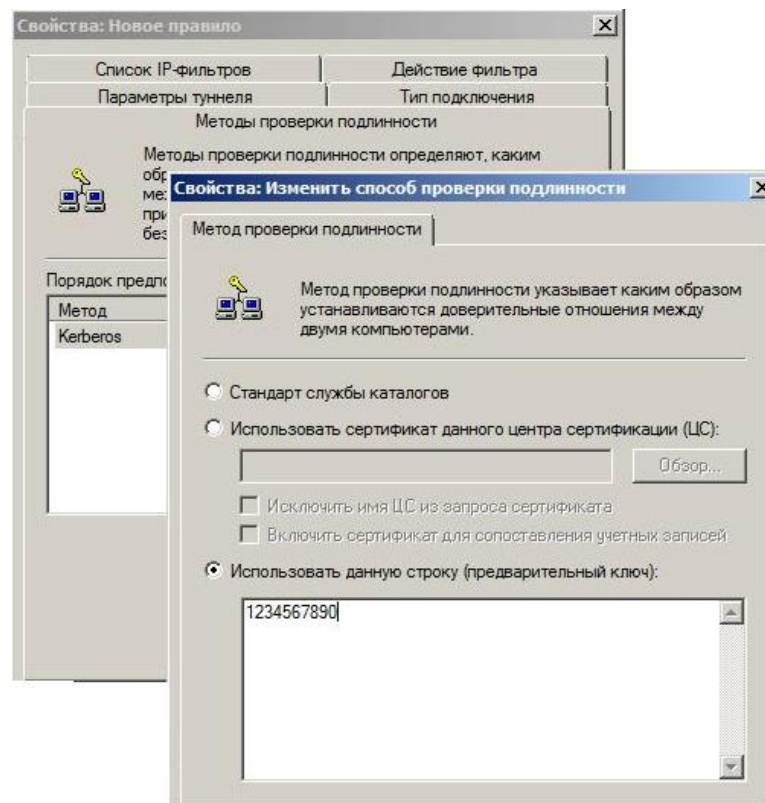 Свойства: Новое правило
Список IP-фильтров
Действие фильтра
Параметры туннеля
Тип подключения
Методы проверки подлинности
Методы проверки подлинности определяют, каким
Свойства: Изменить способ проверки подлинности
Метод проверки подлинности
Порядок
Метод
Kerberos
Метод проверки подлинности указывает каким образом
устанавливаются доверительные отношения между
двумя компьютерами.
Стандарт службы каталогов
Использовать сертификат данного центра сертификации (ЦС):
Обзор...
Исключить имя ЦС из запроса сертификата
Включить сертификат для сопоставления учетных записей
Использовать данную строку (предварительный ключ):
1234567890